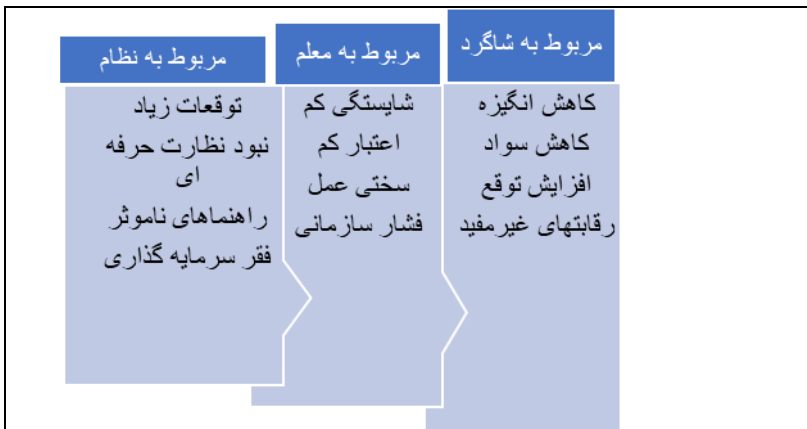 مربوط به شاگرد
کاهش انگیزه
کاهش سواد
افزایش توقع
رقابتهای غیرمفید
مربوط به معلم
شایستگی کم
اعتبار کم
سختی عمل
فشار سازمانی
مربوط به نظام
توقعات زیاد
نبود نظارت حرفه
ای
راهنماهای ناموثر
فقر سرمایه گذاری